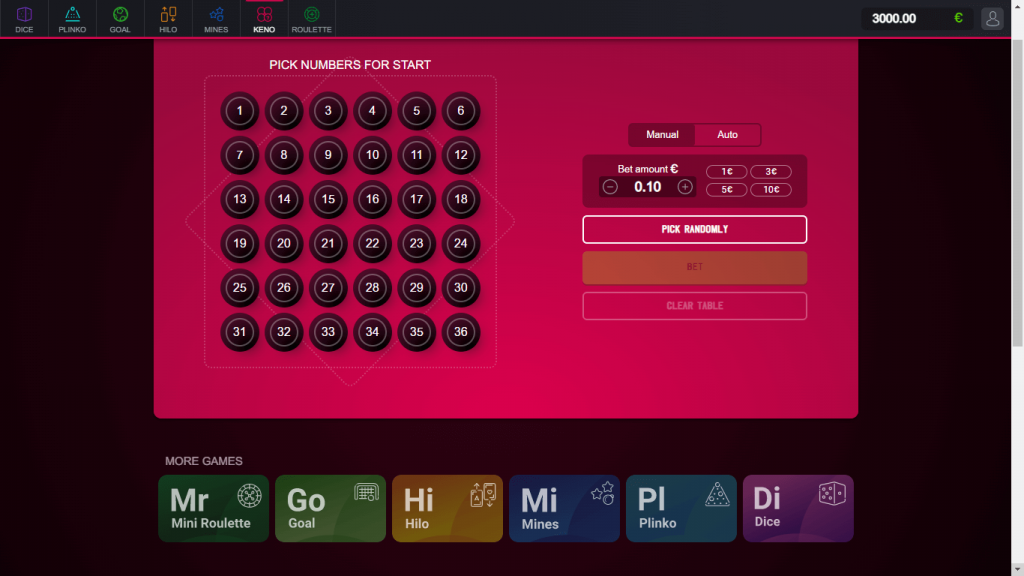 DICE PLINKO GOAL HILO MINES KENO ROULETTE
3000.00 €
PICK NUMBERS FOR START
1 2 3 4 5 6
7 8 9 10 11 12
13 14 15 16 17 18
19 20 21 22 23 24
25 26 27 28 29 30
31 32 33 34 35 36
Manual Auto
Bet amount €
0.10
1€ 3€
5€ 10€
PICK RANDOMLY
BET
CLEAR TABLE
MORE GAMES
Mr
Mini Roulette
Go
Goal
Hi
Hilo
Mi
Mines
Pl
Plinko
Di
Dice